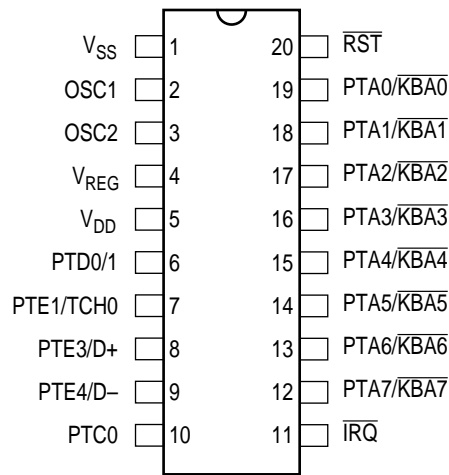 VSS 1 20 RST
OSC1 2 19 PTA0/KBA0
OSC2 3 18 PTA1/KBA1
VREG 4 17 PTA2/KBA2
VDD 5 16 PTA3/KBA3
PTD0/1 6 15 PTA4/KBA4
PTE1/TCH0 7 14 PTA5/KBA5
PTE3/D+ 8 13 PTA6/KBA6
PTE4/D– 9 12 PTA7/KBA7
PTC0 10 11 IRQ